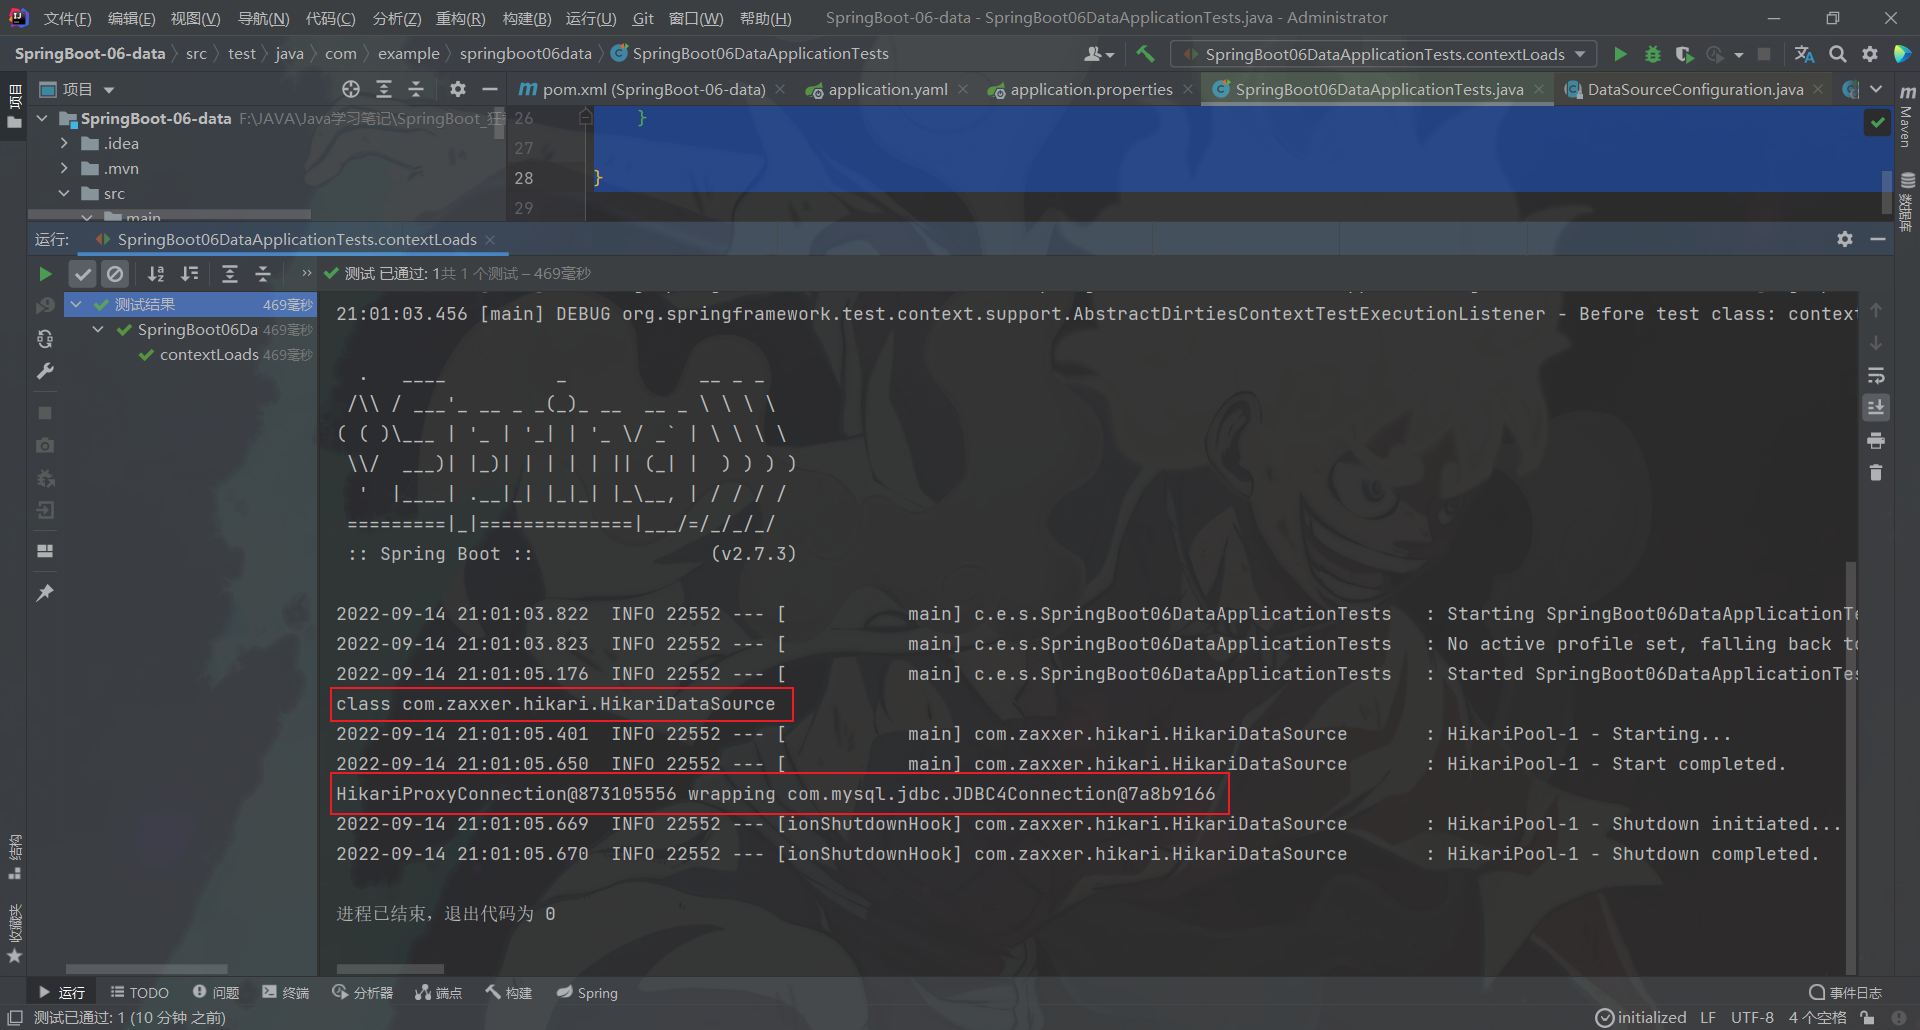 文件(F) 编辑(E) 视图(V) 导航(N) 代码(C) 分析(Z) 重构(R) 构建(B) 运行(U) Git 窗口(W) 帮助(H) SpringBoot-06-data - SpringBoot06DataApplicationTests.java - Administrator
SpringBoot-06-data src test java com example springboot06data SpringBoot06DataApplicationTests SpringBoot06DataApplicationTests.contextLoads
项目 pom.xml (SpringBoot-06-data) application.yaml application.properties SpringBoot06DataApplicationTests.java DataSourceConfiguration.java
项目
Maven
数据库
SpringBoot-06-data F:\JAVA\Java学习笔记\SpringBoot_狂
.idea
.mvn
src
main
26 }
27
28 }
29
运行: SpringBoot06DataApplicationTests.contextLoads
测试 已通过: 1共 1 个测试 – 469毫秒
测试结果 469毫秒
SpringBoot06Da 469毫秒
contextLoads 469毫秒
21:01:03.456 [main] DEBUG org.springframework.test.context.support.AbstractDirtiesContextTestExecutionListener - Before test class: context
  .   ____          _            __ _ _
 /\\ / ___'_ __ _ _(_)_ __  __ _ \ \ \ \
( ( )\___ | '_ | '_| | '_ \/ _` | \ \ \ \
 \\/  ___)| |_)| | | | | || (_| |  ) ) ) )
  '  |____| .__|_| |_|_| |_\__, | / / / /
 =========|_|==============|___/=/_/_/_/
 :: Spring Boot ::                (v2.7.3)
2022-09-14 21:01:03.822  INFO 22552 --- [           main] c.e.s.SpringBoot06DataApplicationTests   : Starting SpringBoot06DataApplicationTe
2022-09-14 21:01:03.823  INFO 22552 --- [           main] c.e.s.SpringBoot06DataApplicationTests   : No active profile set, falling back to
2022-09-14 21:01:05.176  INFO 22552 --- [           main] c.e.s.SpringBoot06DataApplicationTests   : Started SpringBoot06DataApplicationTes
class com.zaxxer.hikari.HikariDataSource
2022-09-14 21:01:05.401  INFO 22552 --- [           main] com.zaxxer.hikari.HikariDataSource       : HikariPool-1 - Starting...
2022-09-14 21:01:05.650  INFO 22552 --- [           main] com.zaxxer.hikari.HikariDataSource       : HikariPool-1 - Start completed.
HikariProxyConnection@873105556 wrapping com.mysql.jdbc.JDBC4Connection@7a8b9166
2022-09-14 21:01:05.669  INFO 22552 --- [ionShutdownHook] com.zaxxer.hikari.HikariDataSource       : HikariPool-1 - Shutdown initiated...
2022-09-14 21:01:05.670  INFO 22552 --- [ionShutdownHook] com.zaxxer.hikari.HikariDataSource       : HikariPool-1 - Shutdown completed.
进程已结束，退出代码为 0
结构
收藏夹
运行 TODO 问题 终端 分析器 端点 构建 Spring 事件日志
测试已通过: 1 (10 分钟 之前) initialized LF UTF-8 4 个空格